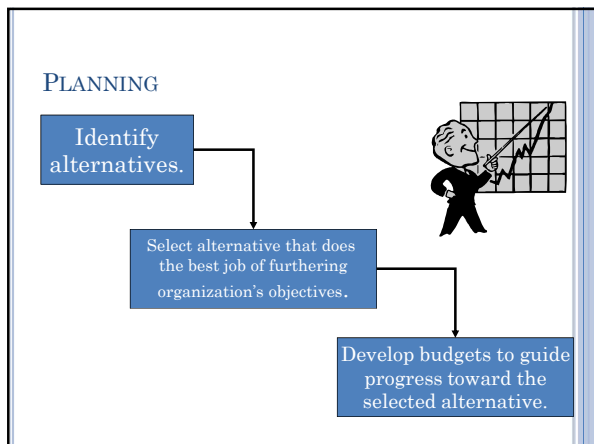 PLANNING
Identify
alternatives.
Select alternative that does
the best job of furthering
organization's objectives.
Develop budgets to guide
progress toward the
selected alternative.